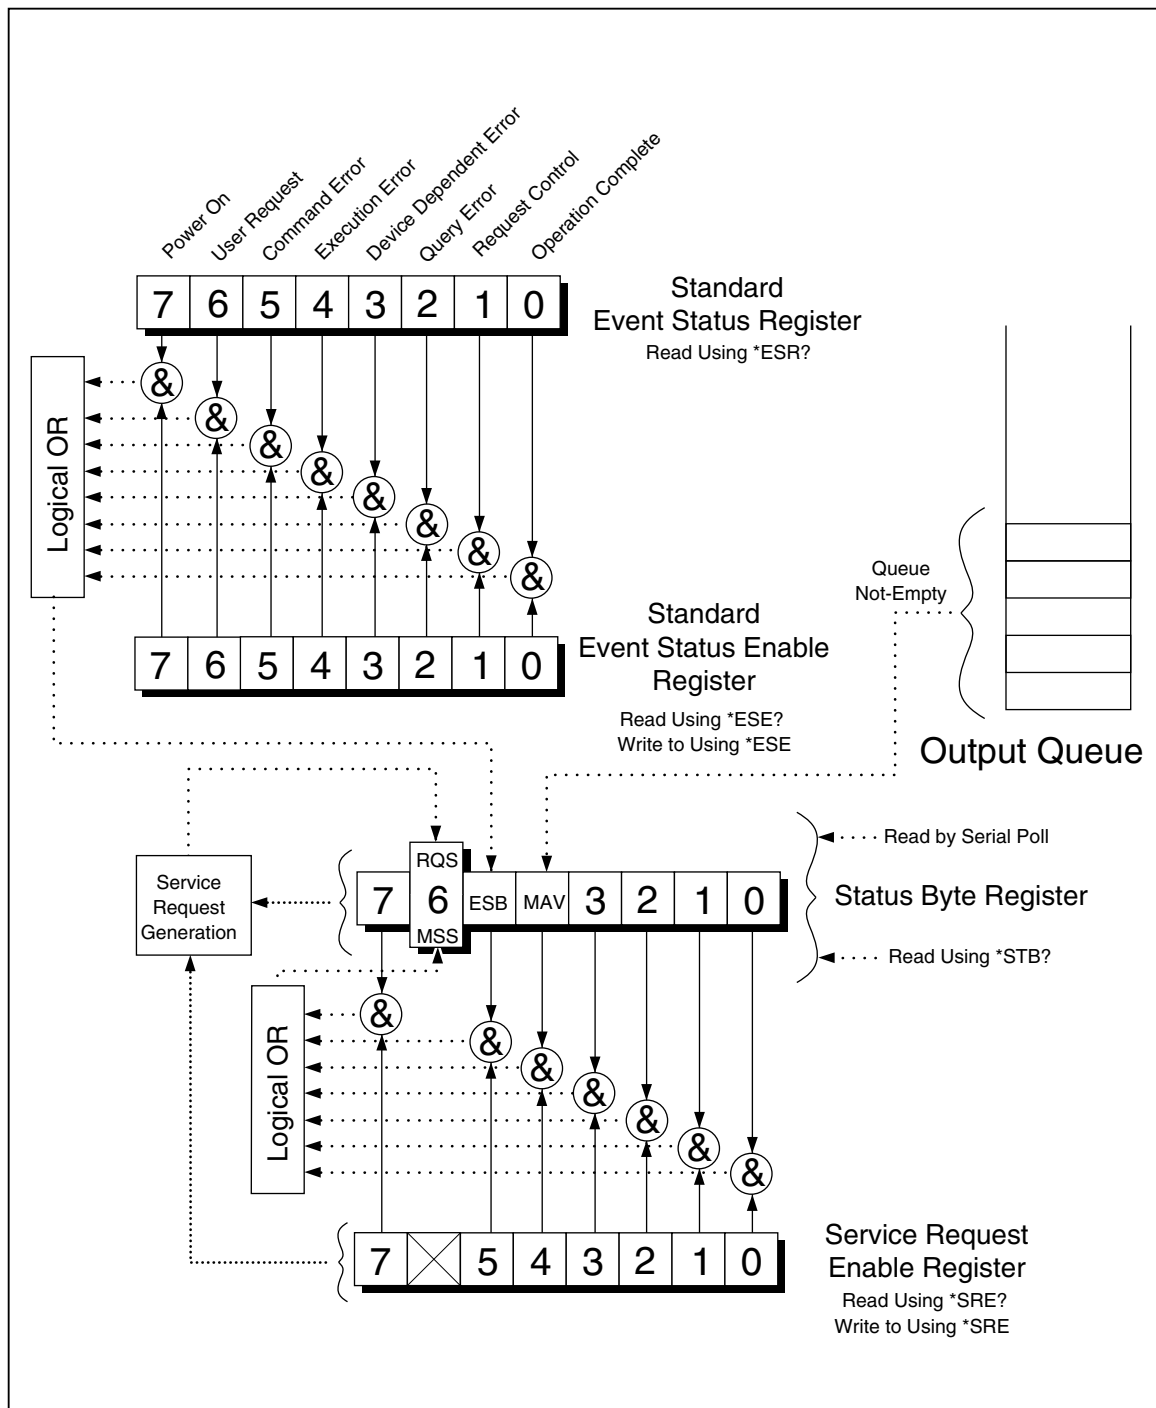 Power On
User Request
Command Error
Execution Error
Device Dependent Error
Query Error
Request Control
Operation Complete
7 6 5 4 3 2 1 0
Standard
Event Status Register
Read Using *ESR?
& & & & & & & &
Logical OR
7 6 5 4 3 2 1 0
Standard
Event Status Enable
Register
Read Using *ESE?
Write to Using *ESE
Queue
Not-Empty
Output Queue
Service
Request
Generation
RQS
7 6 ESB MAV 3 2 1 0
MSS
Read by Serial Poll
Status Byte Register
Read Using *STB?
& & & & & & &
Logical OR
7 5 4 3 2 1 0
Service Request
Enable Register
Read Using *SRE?
Write to Using *SRE